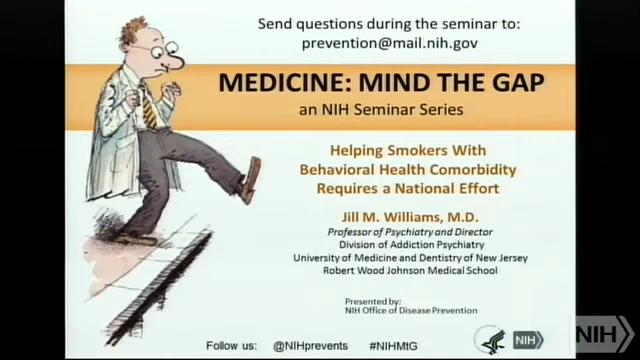 Send questions during the seminar to:
prevention@mail.nih.gov
MEDICINE: MIND THE GAP
an NIH Seminar Series
Helping Smokers With
Behavioral Health Comorbidity
Requires a National Effort
Jill M. Williams, M.D.
Professor of Psychiatry and Director
Division of Addiction Psychiatry
University of Medicine and Dentistry of New Jersey
Robert Wood Johnson Medical School
Presented by:
NIH Office of Disease Prevention
Follow us: @NIHprevents #NIHMtG
NIH
NIH